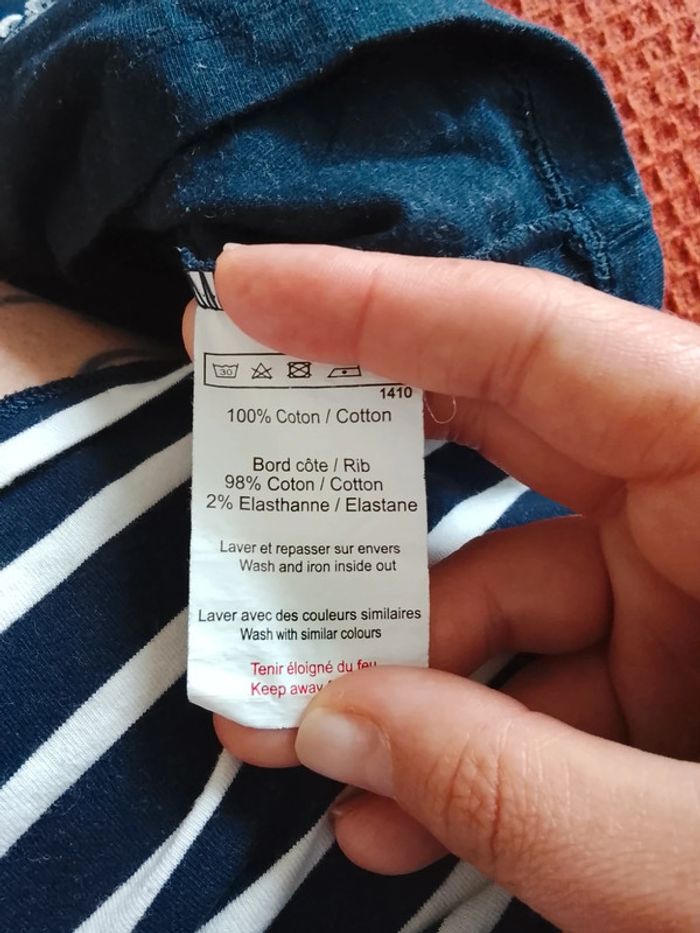 30
1410
100% Coton / Cotton
Bord côte / Rib
98% Coton / Cotton
2% Elasthanne / Elastane
Laver et repasser sur envers
Wash and iron inside out
Laver avec des couleurs similaires
Wash with similar colours
Tenir éloigné du feu
Keep away